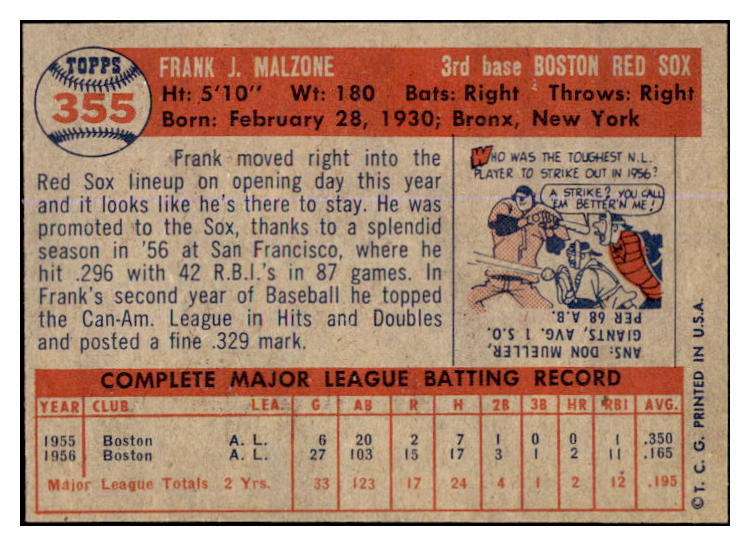 TOPPS
355
FRANK J. MALZONE 3rd base BOSTON RED SOX
Ht: 5'10" Wt: 180 Bats: Right Throws: Right
Born: February 28, 1930; Bronx, New York
Frank moved right into the
Red Sox lineup on opening day this year
and it looks like he's there to stay. He was
promoted to the Sox, thanks to a splendid
season in '56 at San Francisco, where he
hit .296 with 42 R.B.I.'s in 87 games. In
Frank's second year of Baseball he topped
the Can-Am. League in Hits and Doubles
and posted a fine .329 mark.
WHO WAS THE TOUGHEST N.L.
PLAYER TO STRIKE OUT IN 1956?
A STRIKE? YOU CALL
'EM BETTER'N ME!
ANS: DON MUELLER,
GIANTS, AVG. 1 S.O.
PER 68 A.B.
COMPLETE MAJOR LEAGUE BATTING RECORD
YEAR CLUB LEA. G AB R H 2B 3B HR RBI AVG.
1955 Boston A. L. 6 20 2 7 1 0 0 1 .350
1956 Boston A. L. 27 103 15 17 3 1 2 11 .165
Major League Totals 2 Yrs. 33 123 17 24 4 1 2 12 .195
© T. C. G. PRINTED IN U.S.A.